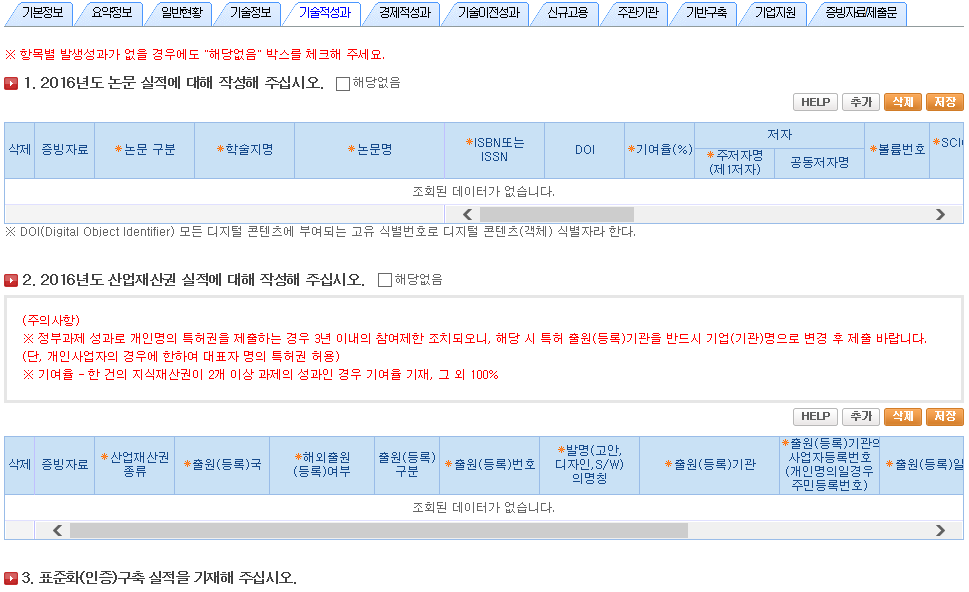 기본정보 요약정보 일반현황 기술정보 기술적성과 경제적성과 기술이전성과 신규고용 주관기관 기반구축 기업지원 증빙자료제출문
※ 항목별 발생성과가 없을 경우에도 "해당없음" 박스를 체크해 주세요.
1. 2016년도 논문 실적에 대해 작성해 주십시오. 해당없음
HELP 추가 삭제 저장
삭제 증빙자료 *논문 구분 *학술지명 *논문명 *ISBN또는 ISSN DOI *기여율(%) 저자 *주저자명 (제1저자) 공동저자명 *볼륨번호
조회된 데이터가 없습니다.
※ DOI(Digital Object Identifier) 모든 디지털 콘텐츠에 부여되는 고유 식별번호로 디지털 콘텐츠(객체) 식별자라 한다.
2. 2016년도 산업재산권 실적에 대해 작성해 주십시오. 해당없음
(주의사항)
※ 정부과제 성과로 개인명의 특허권을 제출하는 경우 3년 이내의 참여제한 조치되오니, 해당 시 특허 출원(등록)기관을 반드시 기업(기관)명으로 변경 후 제출 바랍니다.
(단, 개인사업자의 경우에 한하여 대표자 명의 특허권 허용)
※ 기여율 - 한 건의 지식재산권이 2개 이상 과제의 성과인 경우 기여율 기재, 그 외 100%
HELP 추가 삭제 저장
삭제 증빙자료 *산업재산권 종류 *출원(등록)국 *해외출원 (등록)여부 출원(등록) 구분 *출원(등록)번호 *발명(고안, 디자인,S/W) 의명칭 *출원(등록)기관 *출원(등록)기관의 사업자등록번호 (개인명의일경우 주민등록번호) *출원(등록)일
조회된 데이터가 없습니다.
3. 표준화(인증)구축 실적을 기재해 주십시오.